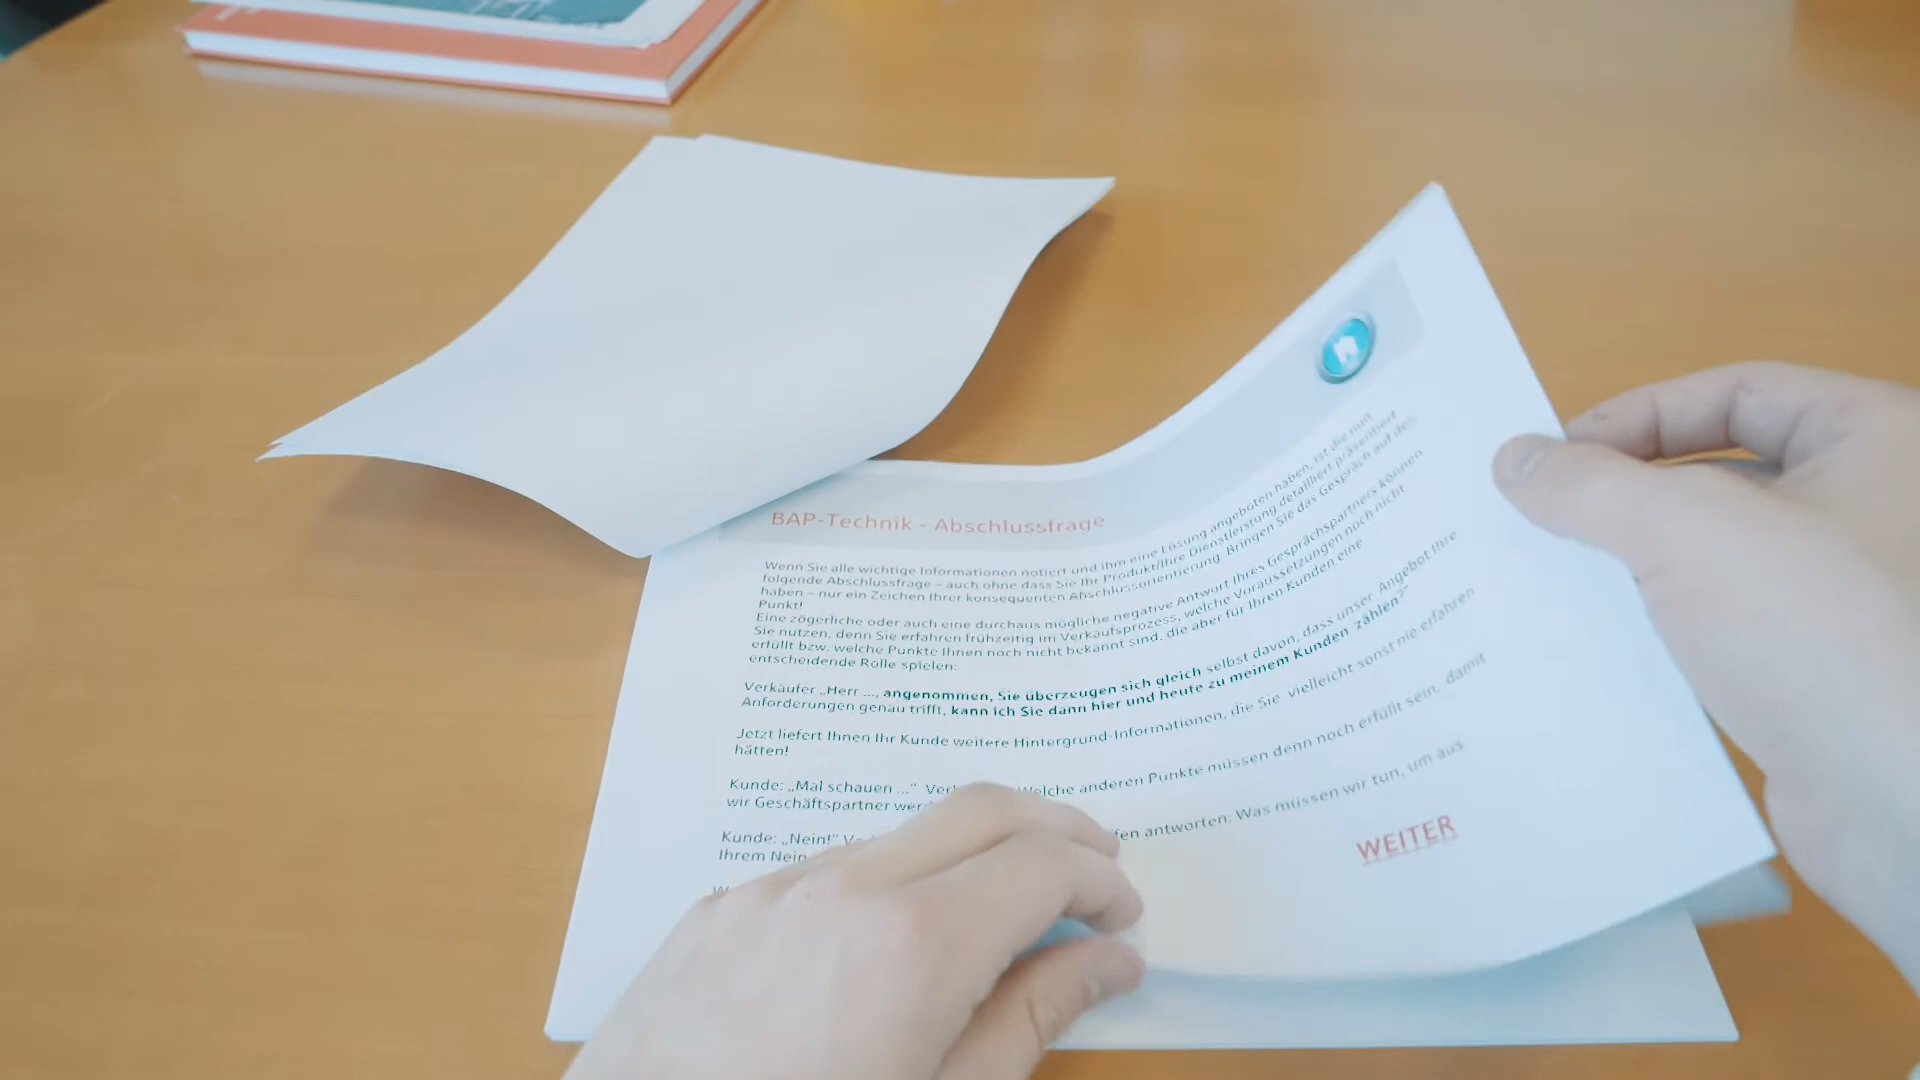 BAP-Technik - Abschlussfrage
Wenn Sie alle wichtige Informationen notiert und ihm eine Lösung angeboten haben, ist die nun
folgende Abschlussfrage – auch ohne dass Sie Ihr Produkt/Ihre Dienstleistung detailliert präsentiert
haben – nur ein Zeichen Ihrer konsequenten Abschlussorientierung. Bringen Sie das Gespräch auf den
Punkt!
Eine zögerliche oder auch eine durchaus mögliche negative Antwort Ihres Gesprächspartners können
Sie nutzen, denn Sie erfahren frühzeitig im Verkaufsprozess, welche Voraussetzungen noch nicht
erfüllt bzw. welche Punkte Ihnen noch nicht bekannt sind, die aber für Ihren Kunden eine
entscheidende Rolle spielen:
Verkäufer „Herr ..., angenommen, Sie überzeugen sich gleich selbst davon, dass unser Angebot Ihre
Anforderungen genau trifft, kann ich Sie dann hier und heute zu meinem Kunden zählen?"
Jetzt liefert Ihnen Ihr Kunde weitere Hintergrund-Informationen, die Sie vielleicht sonst nie erfahren
hätten!
Kunde: „Mal schauen ..." Welche anderen Punkte müssen denn noch erfüllt sein, damit
wir Geschäftspartner
Kunde: „Nein!" antworten: Was müssen wir tun, um aus
Ihrem Nein
WEITER